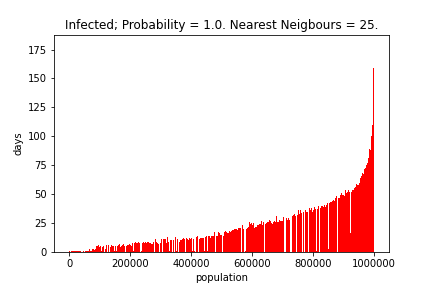 Infected; Probability = 1.0. Nearest Neigbours = 25.
175
150
125
100
75
50
25
0
days
0 200000 400000 600000 800000 1000000
population